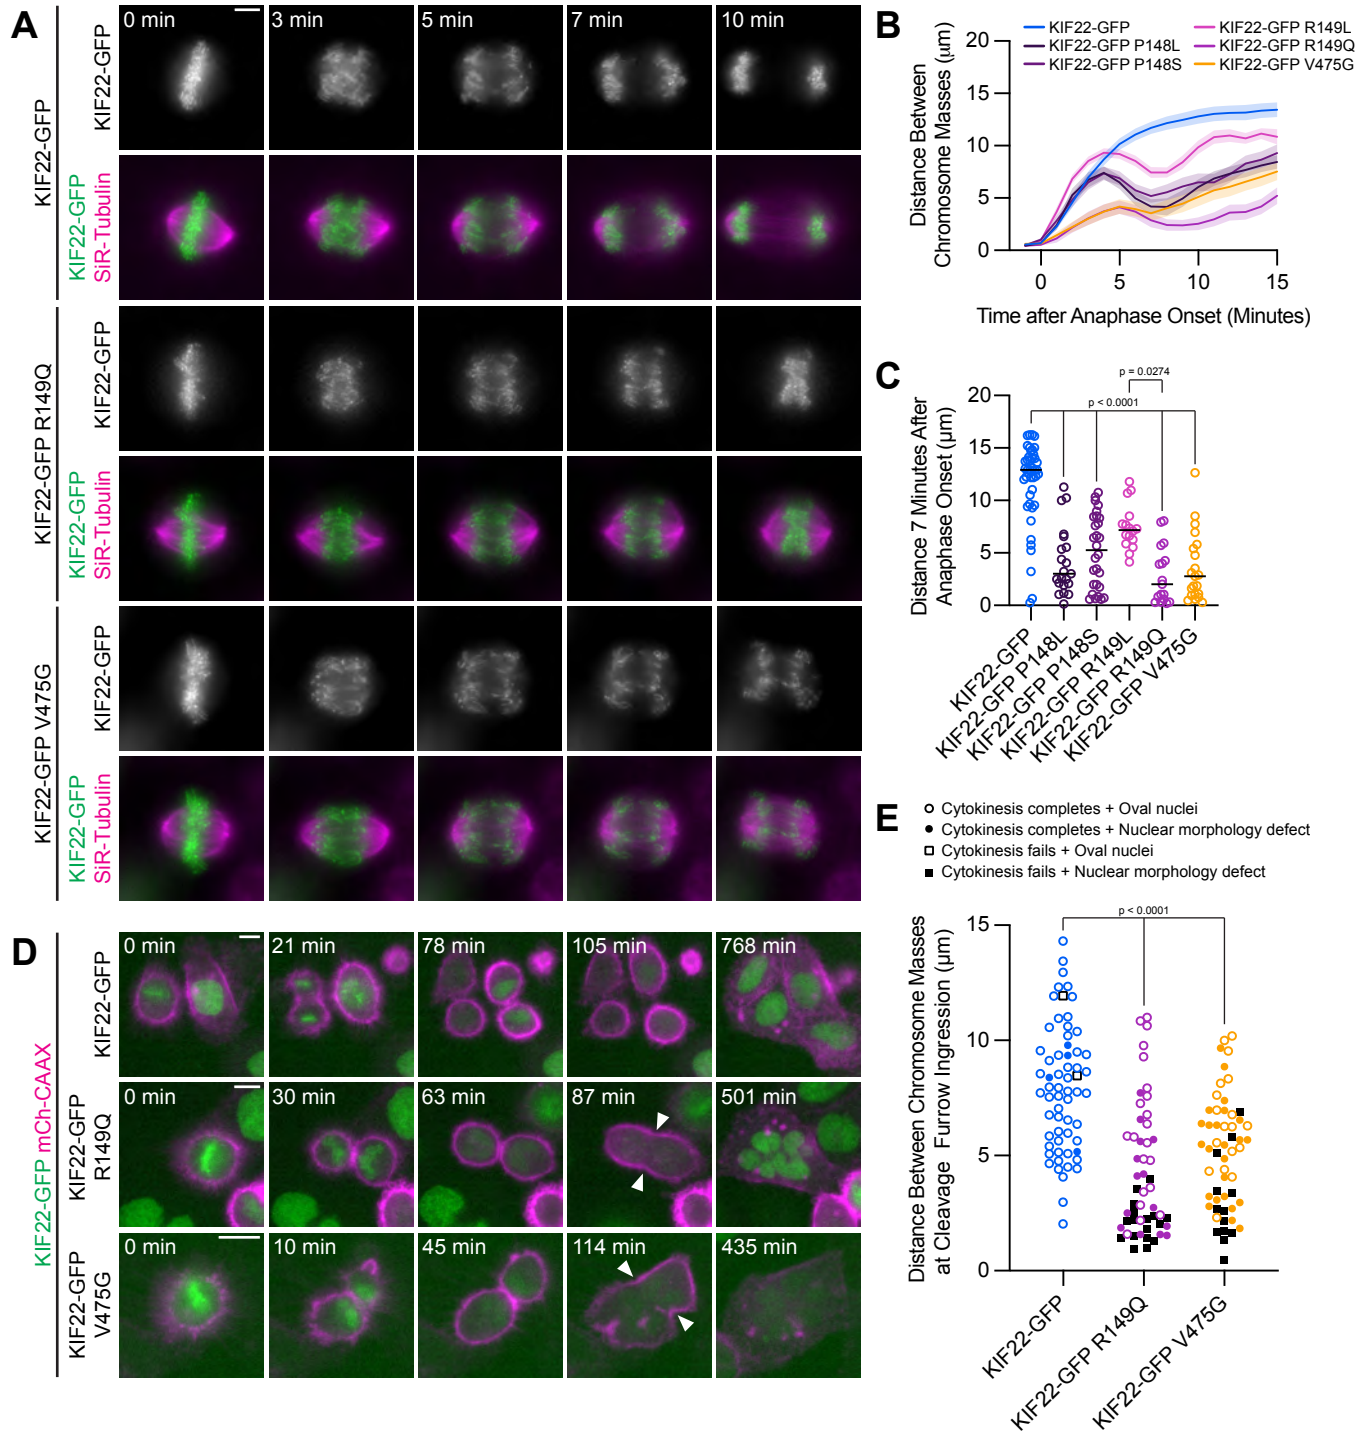 A
KIF22-GFP
KIF22-GFP
0 min
3 min
5 min
7 min
10 min
KIF22-GFP
SiR-Tubulin
KIF22-GFP R149Q
KIF22-GFP
KIF22-GFP
SiR-Tubulin
KIF22-GFP V475G
KIF22-GFP
KIF22-GFP
SiR-Tubulin
B
KIF22-GFP
KIF22-GFP P148L
KIF22-GFP P148S
KIF22-GFP R149L
KIF22-GFP R149Q
KIF22-GFP V475G
Distance Between
Chromosome Masses (μm)
20
15
10
5
0
0
5
10
15
Time after Anaphase Onset (Minutes)
C
p = 0.0274
p < 0.0001
Distance 7 Minutes After
Anaphase Onset (μm)
20
15
10
5
0
KIF22-GFP
KIF22-GFP P148L
KIF22-GFP P148S
KIF22-GFP R149L
KIF22-GFP R149Q
KIF22-GFP V475G
D
KIF22-GFP mCh-CAAX
KIF22-GFP
0 min
21 min
78 min
105 min
768 min
KIF22-GFP
R149Q
0 min
30 min
63 min
87 min
501 min
KIF22-GFP
V475G
0 min
10 min
45 min
114 min
435 min
E
Cytokinesis completes + Oval nuclei
Cytokinesis completes + Nuclear morphology defect
Cytokinesis fails + Oval nuclei
Cytokinesis fails + Nuclear morphology defect
p < 0.0001
Distance Between Chromosome Masses
at Cleavage Furrow Ingression (μm)
15
10
5
0
KIF22-GFP
KIF22-GFP R149Q
KIF22-GFP V475G